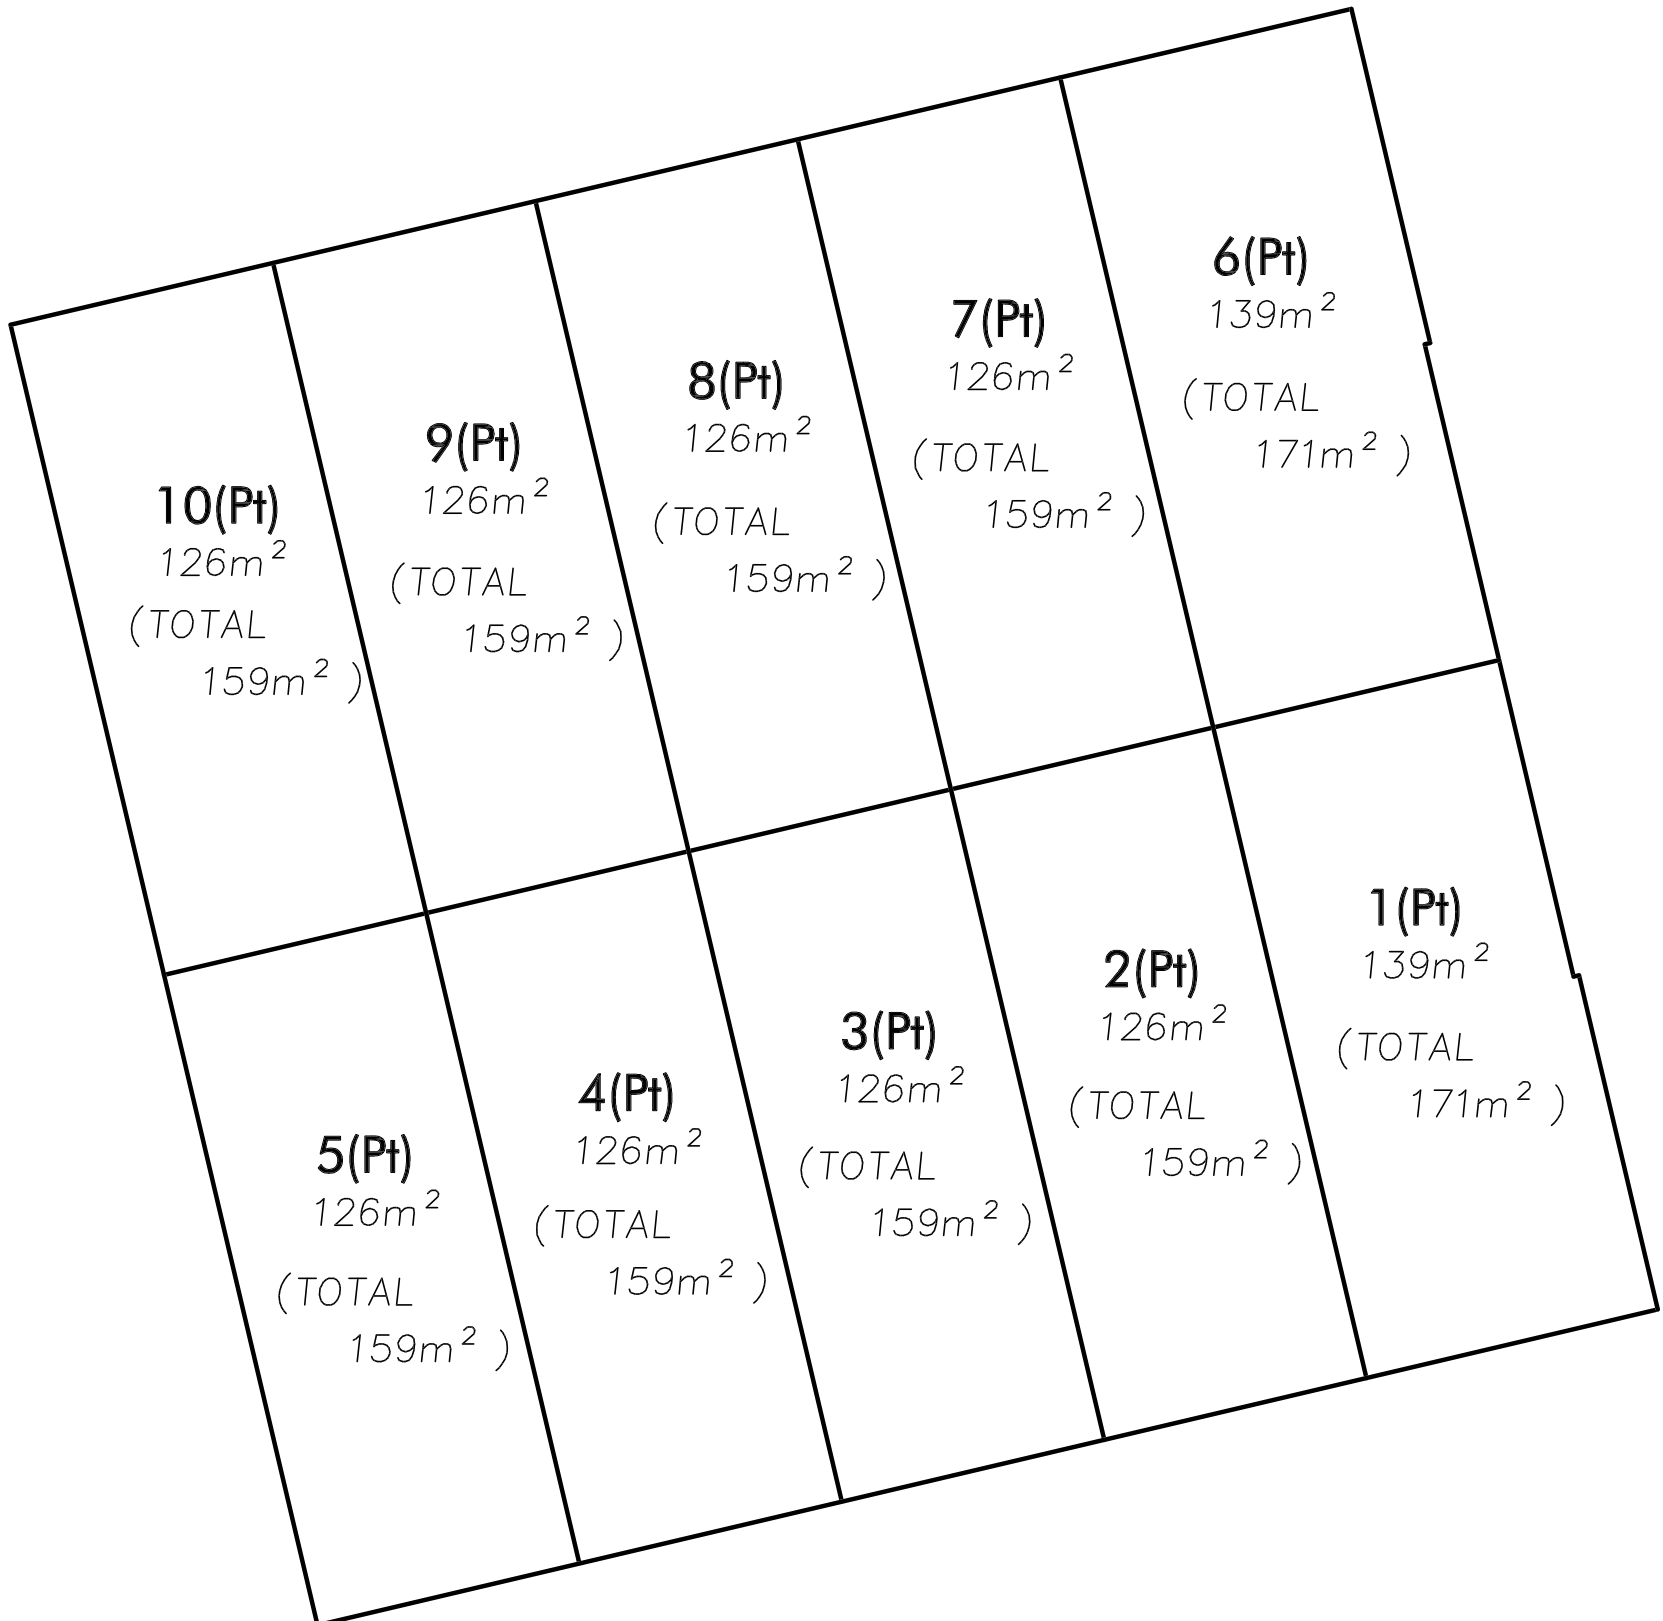 10(Pt)
126m²
(TOTAL
159m² )
9(Pt)
126m²
(TOTAL
159m² )
8(Pt)
126m²
(TOTAL
159m² )
7(Pt)
126m²
(TOTAL
159m² )
6(Pt)
139m²
(TOTAL
171m² )
5(Pt)
126m²
(TOTAL
159m² )
4(Pt)
126m²
(TOTAL
159m² )
3(Pt)
126m²
(TOTAL
159m² )
2(Pt)
126m²
(TOTAL
159m² )
1(Pt)
139m²
(TOTAL
171m² )